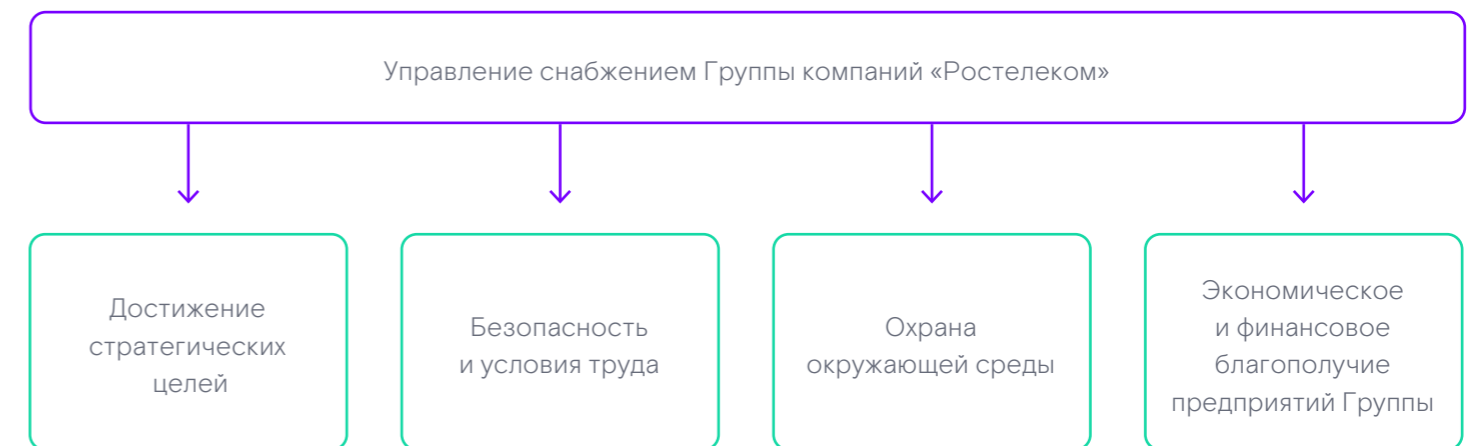 Управление снабжением Группы компаний «Ростелеком»
Достижение
стратегических
целей
Безопасность
и условия труда
Охрана
окружающей среды
Экономическое
и финансовое
благополучие
предприятий Группы